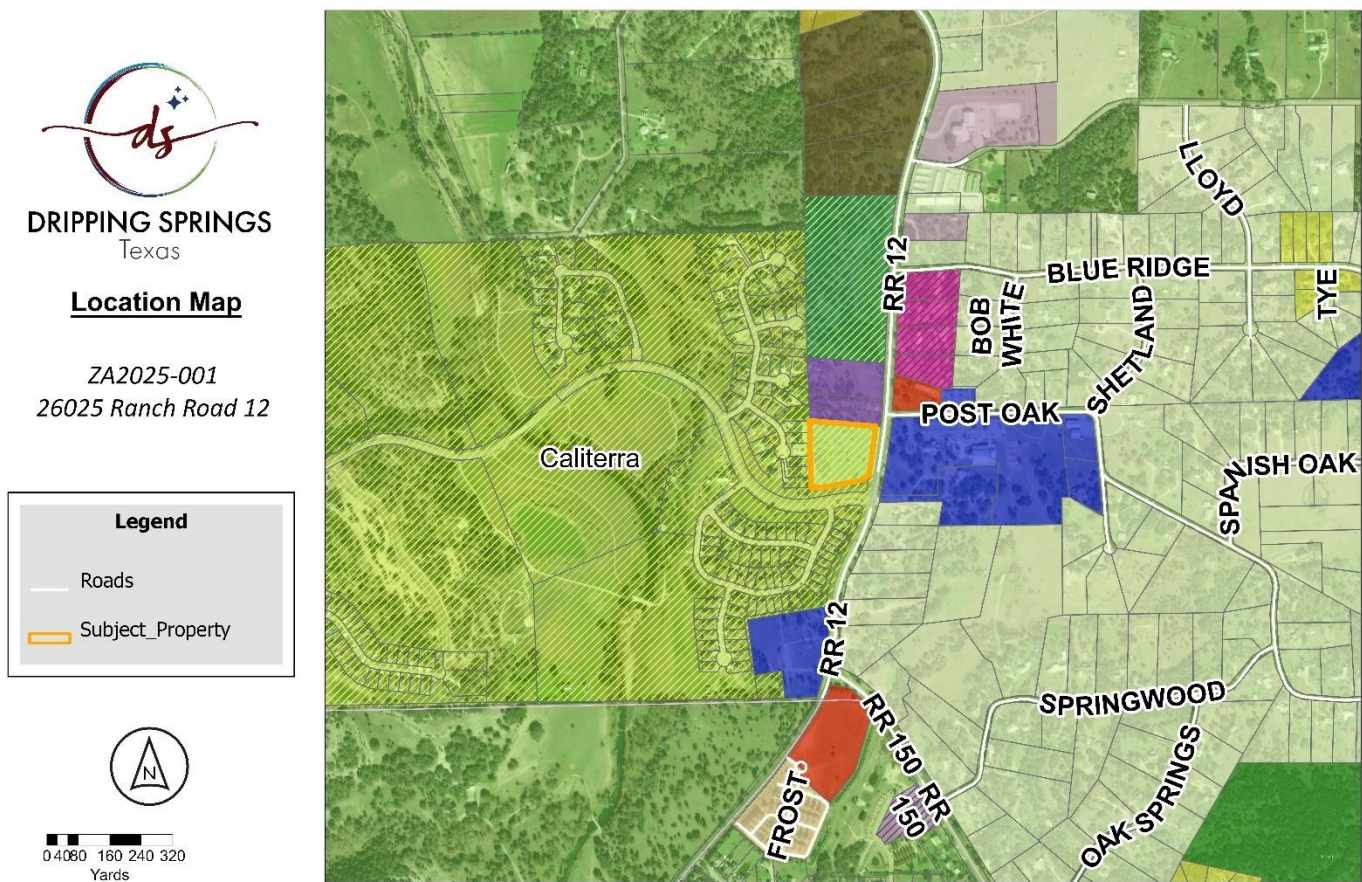 ds
DRIPPING SPRINGS
Texas
Location Map
ZA2025-001
26025 Ranch Road 12
Legend
Roads
Subject_Property
N
0 40 80 160 240 320
Yards
LLOYD
RR 12
BLUE RIDGE
TYE
BOB
WHITE
SHETLAND
POST OAK
Caliterra
SPANISH OAK
RR 12
SPRINGWOOD
RR 150
RR
150
FROST
OAK SPRINGS